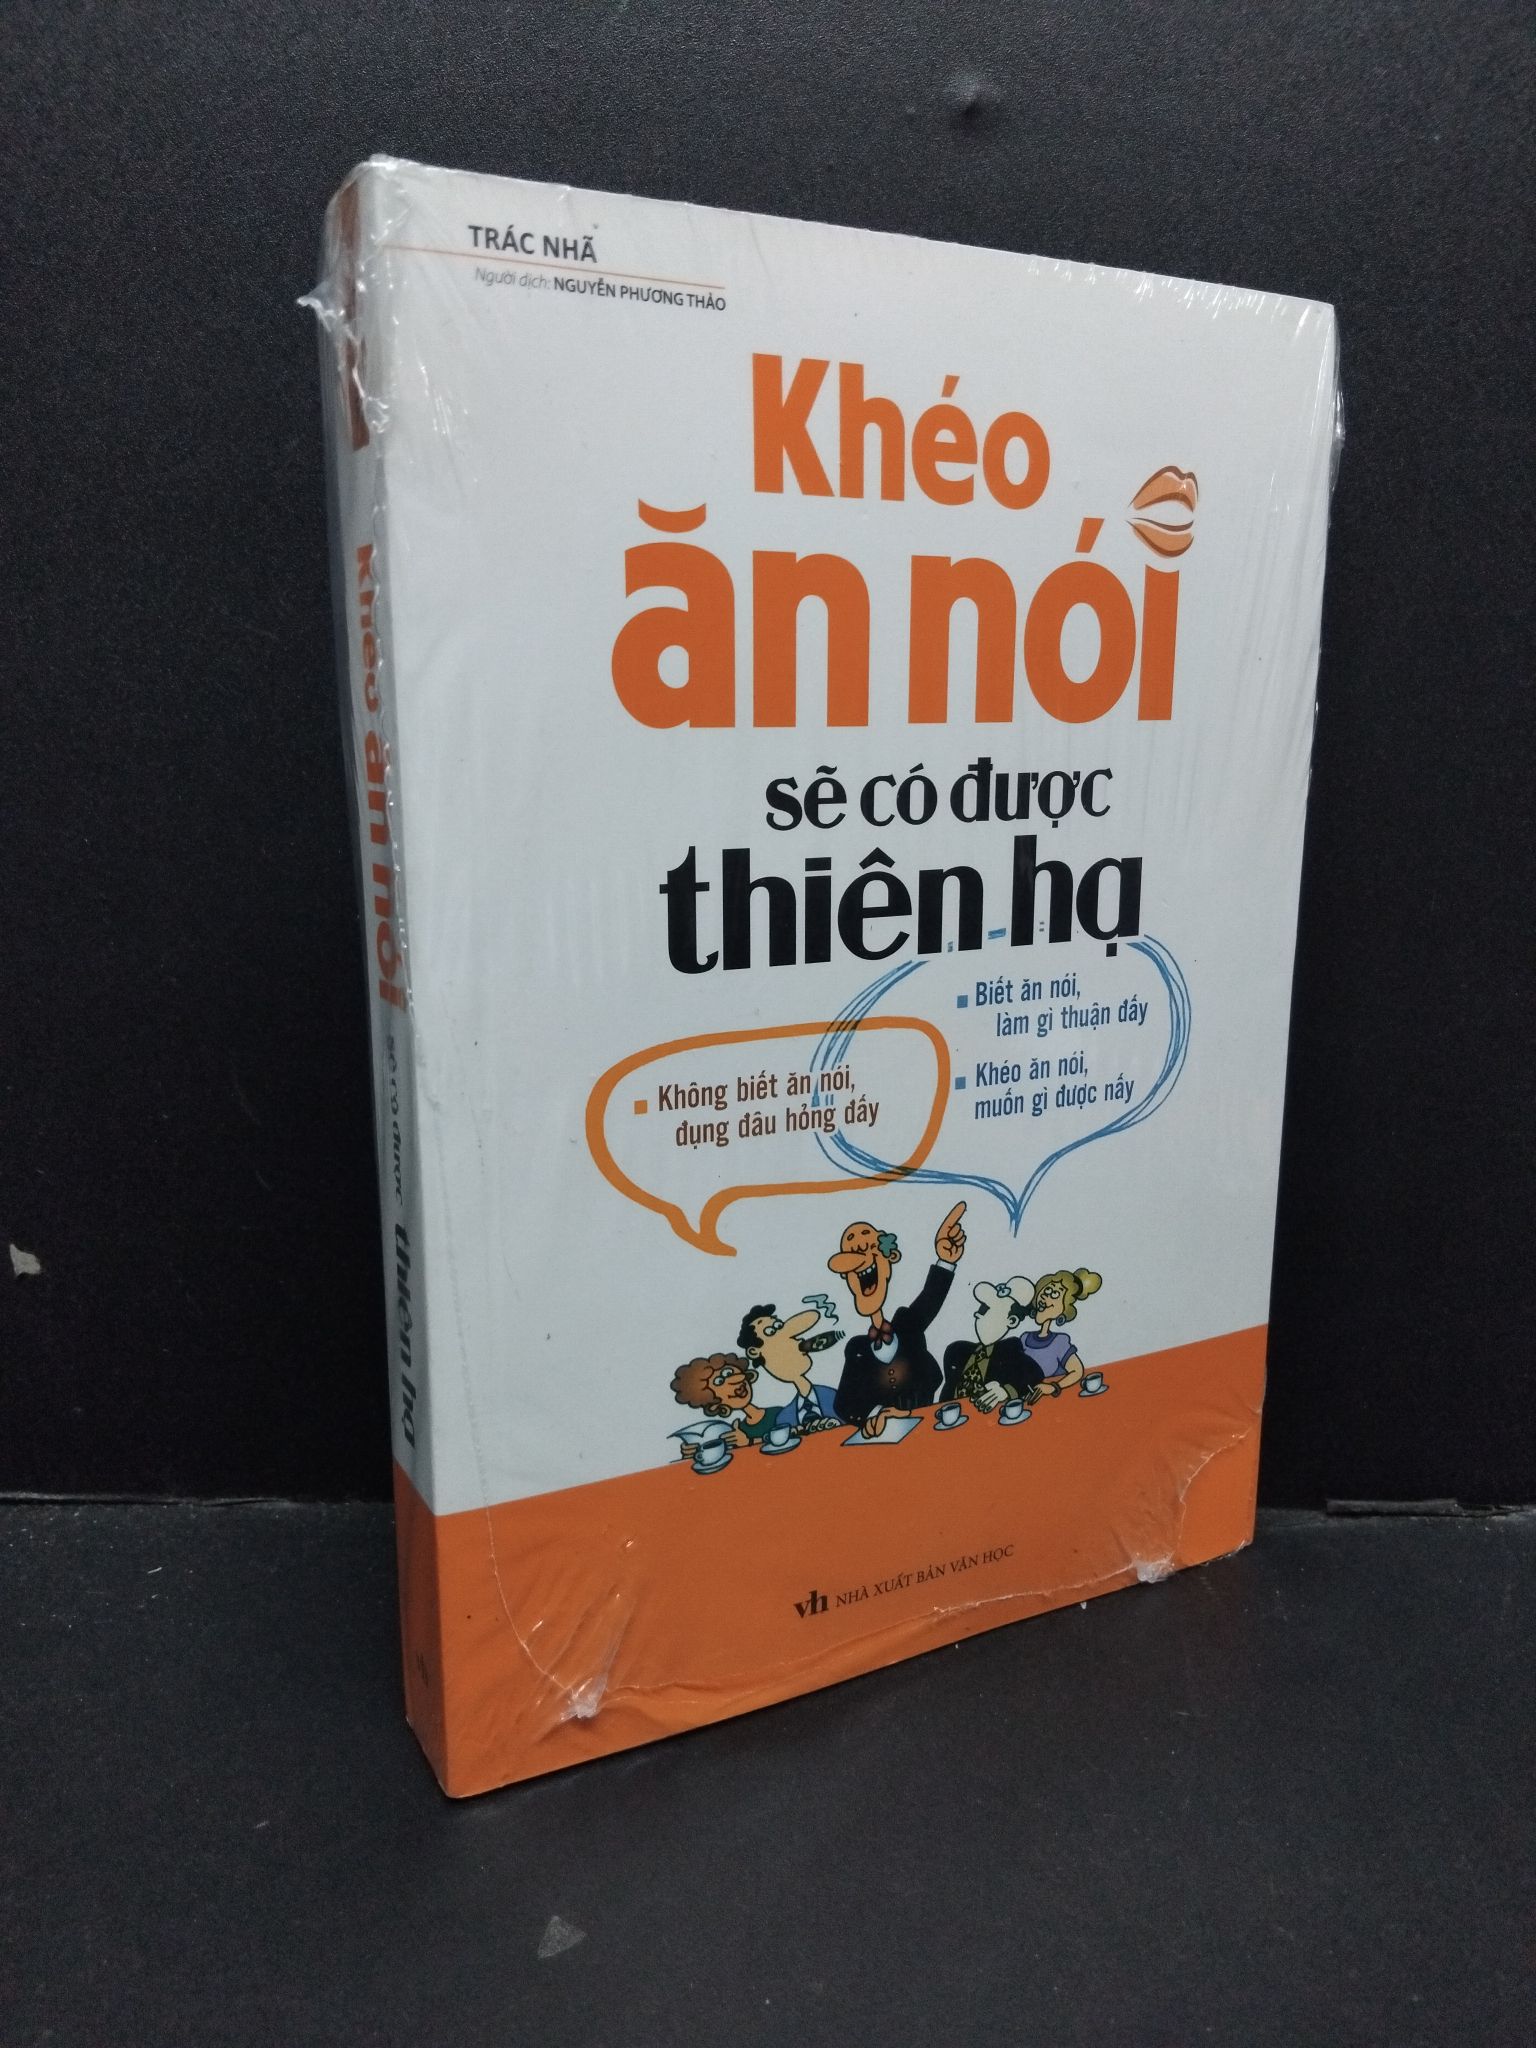 TRÁC NHÃ
Người dịch: NGUYỄN PHƯƠNG THẢO
Khéo
ăn nói
sẽ có được
thiên hạ
Không biết ăn nói,
đụng đâu hỏng đấy
Biết ăn nói,
làm gì thuận đấy
Khéo ăn nói,
muốn gì được nấy
vh NHÀ XUẤT BẢN VĂN HỌC
Khéo ăn nói sẽ có được thiên hạ
vh